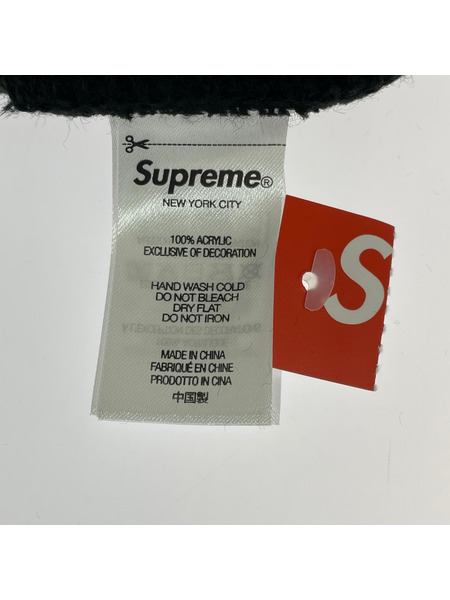 Supreme®
NEW YORK CITY
100% ACRYLIC
EXCLUSIVE OF DECORATION
HAND WASH COLD
DO NOT BLEACH
DRY FLAT
DO NOT IRON
MADE IN CHINA
FABRIQUÉ EN CHINE
PRODOTTO IN CINA
中国製
S